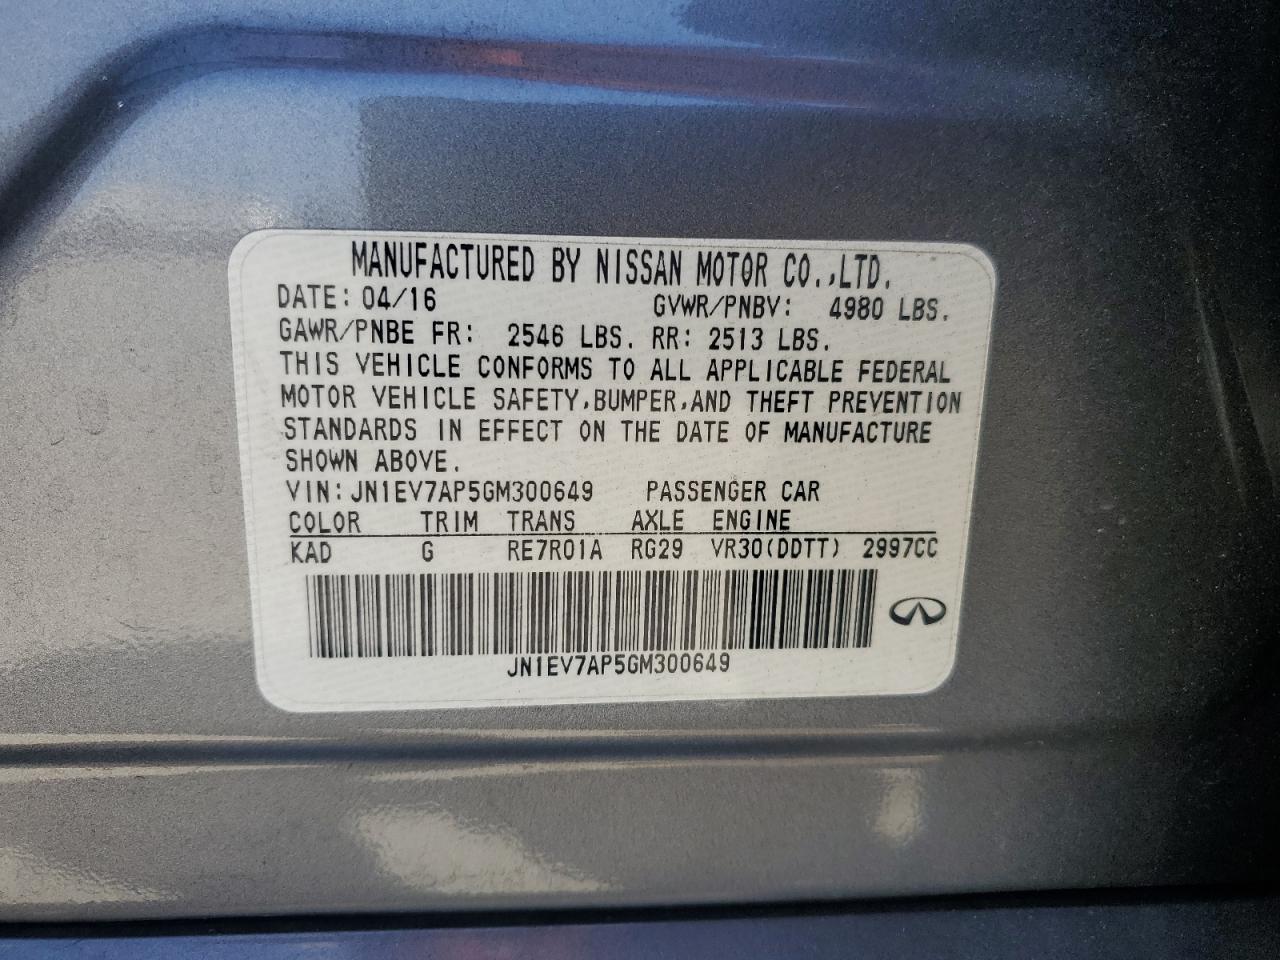 MANUFACTURED BY NISSAN MOTOR CO.,LTD.
DATE: 04/16 GVWR/PNBV: 4980 LBS.
GAWR/PNBE FR: 2546 LBS. RR: 2513 LBS.
THIS VEHICLE CONFORMS TO ALL APPLICABLE FEDERAL
MOTOR VEHICLE SAFETY,BUMPER,AND THEFT PREVENTION
STANDARDS IN EFFECT ON THE DATE OF MANUFACTURE
SHOWN ABOVE.
VIN: JN1EV7AP5GM300649 PASSENGER CAR
COLOR TRIM TRANS AXLE ENGINE
KAD G RE7R01A RG29 VR30(DDTT) 2997CC
JN1EV7AP5GM300649